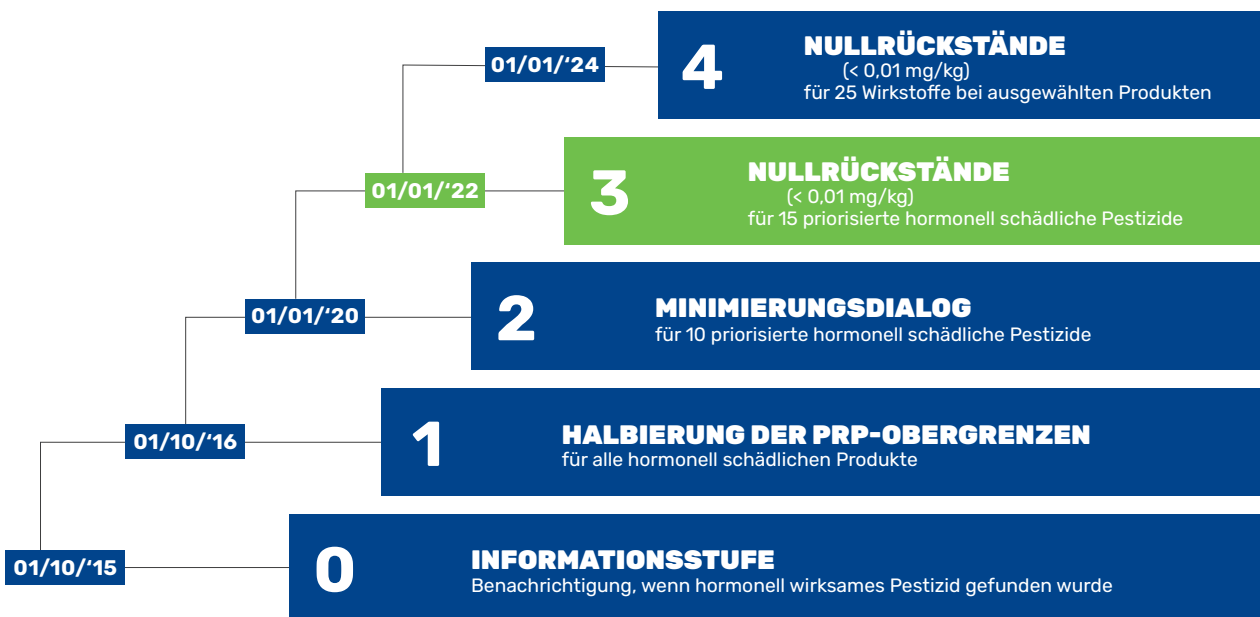 01/01/‘24
4
NULLRÜCKSTÄNDE
(< 0,01 mg/kg)
für 25 Wirkstoffe bei ausgewählten Produkten
01/01/‘22
3
NULLRÜCKSTÄNDE
(< 0,01 mg/kg)
für 15 priorisierte hormonell schädliche Pestizide
01/01/‘20
2
MINIMIERUNGSDIALOG
für 10 priorisierte hormonell schädliche Pestizide
01/10/‘16
1
HALBIERUNG DER PRP-OBERGRENZEN
für alle hormonell schädlichen Produkte
01/10/‘15
0
INFORMATIONSSTUFE
Benachrichtigung, wenn hormonell wirksames Pestizid gefunden wurde